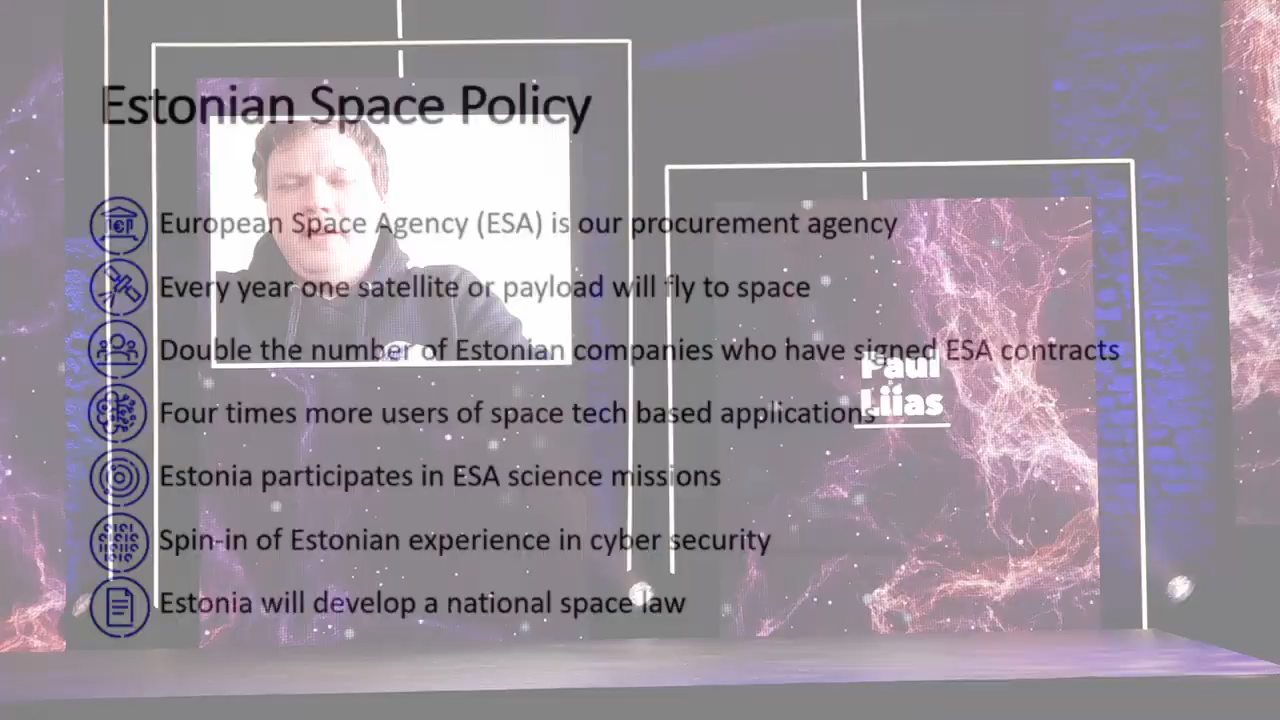 Estonian Space Policy
European Space Agency (ESA) is our procurement agency
Every year one satellite or payload will fly to space
Double the number of Estonian companies who have signed ESA contracts
Paul
Liias
Four times more users of space tech based applications
Estonia participates in ESA science missions
Spin-in of Estonian experience in cyber security
Estonia will develop a national space law